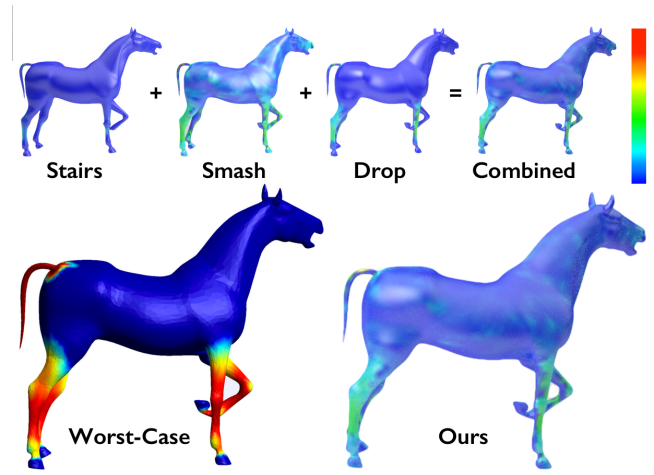 Stairs + Smash + Drop = Combined
Worst-Case
Ours